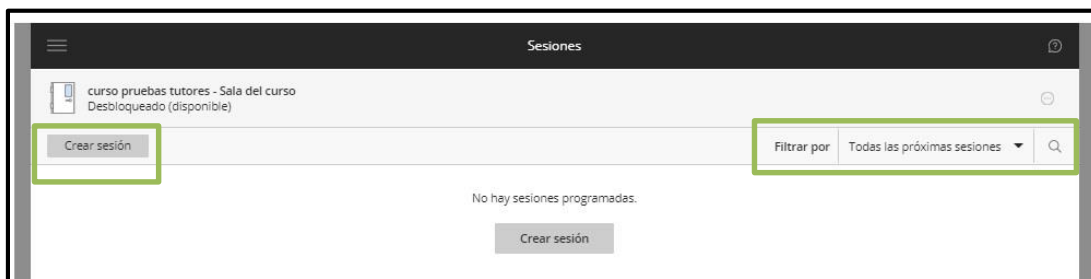 Sesiones
curso pruebas tutores - Sala del curso
Desbloqueado (disponible)
Crear sesión
Filtrar por
Todas las próximas sesiones
No hay sesiones programadas.
Crear sesión